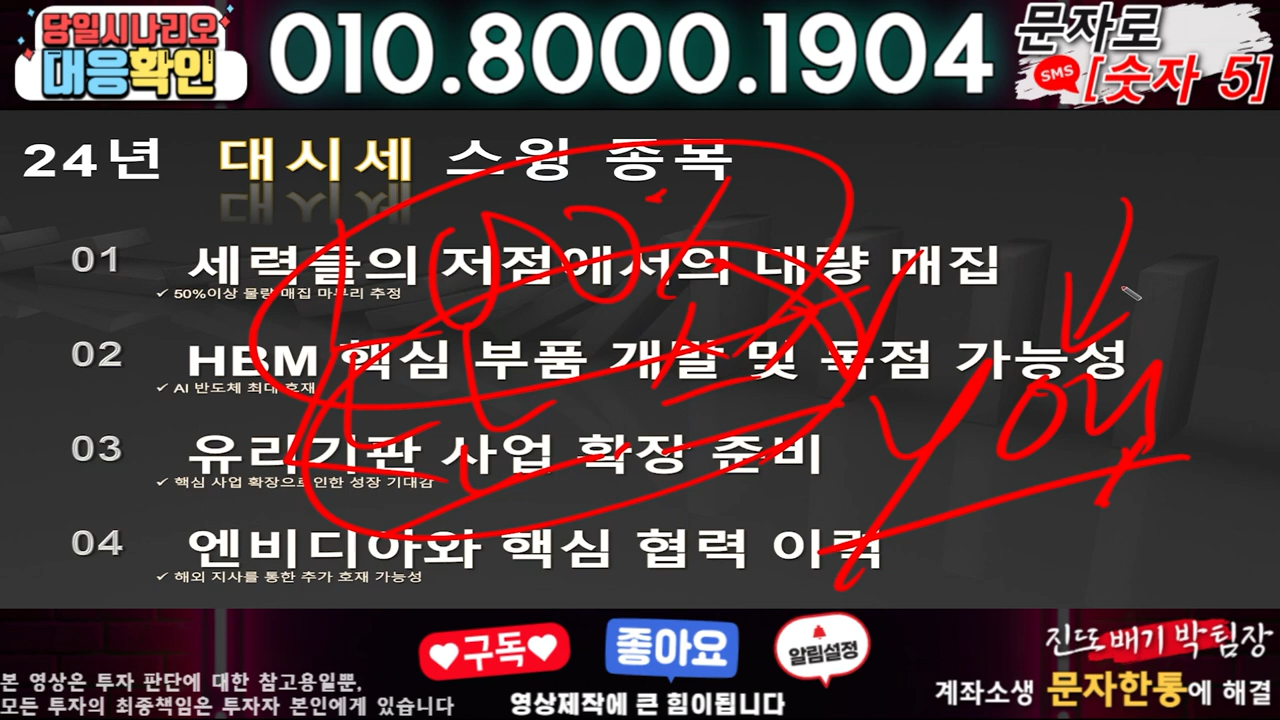 당일시나리오
대응확인
010.8000.1904
문자로
SMS [숫자 5]
24년 대시세 스윙 종목
01 세력들의 저점에서의 대량 매집
✓ 50%이상 물량 매집 마무리 추정
02 HBM 핵심 부품 개발 및 독점 가능성
✓ AI 반도체 최대 호재
03 유리기판 사업 확장 준비
✓ 핵심 사업 확장으로 인한 성장 기대감
04 엔비디아와 핵심 협력 이력
✓ 해외 지사를 통한 추가 호재 가능성
구독
좋아요
알림설정
영상제작에 큰 힘이됩니다
본 영상은 투자 판단에 대한 참고용일뿐,
모든 투자의 최종책임은 투자자 본인에게 있습니다
진또배기 박팀장
계좌소생 문자한통에 해결